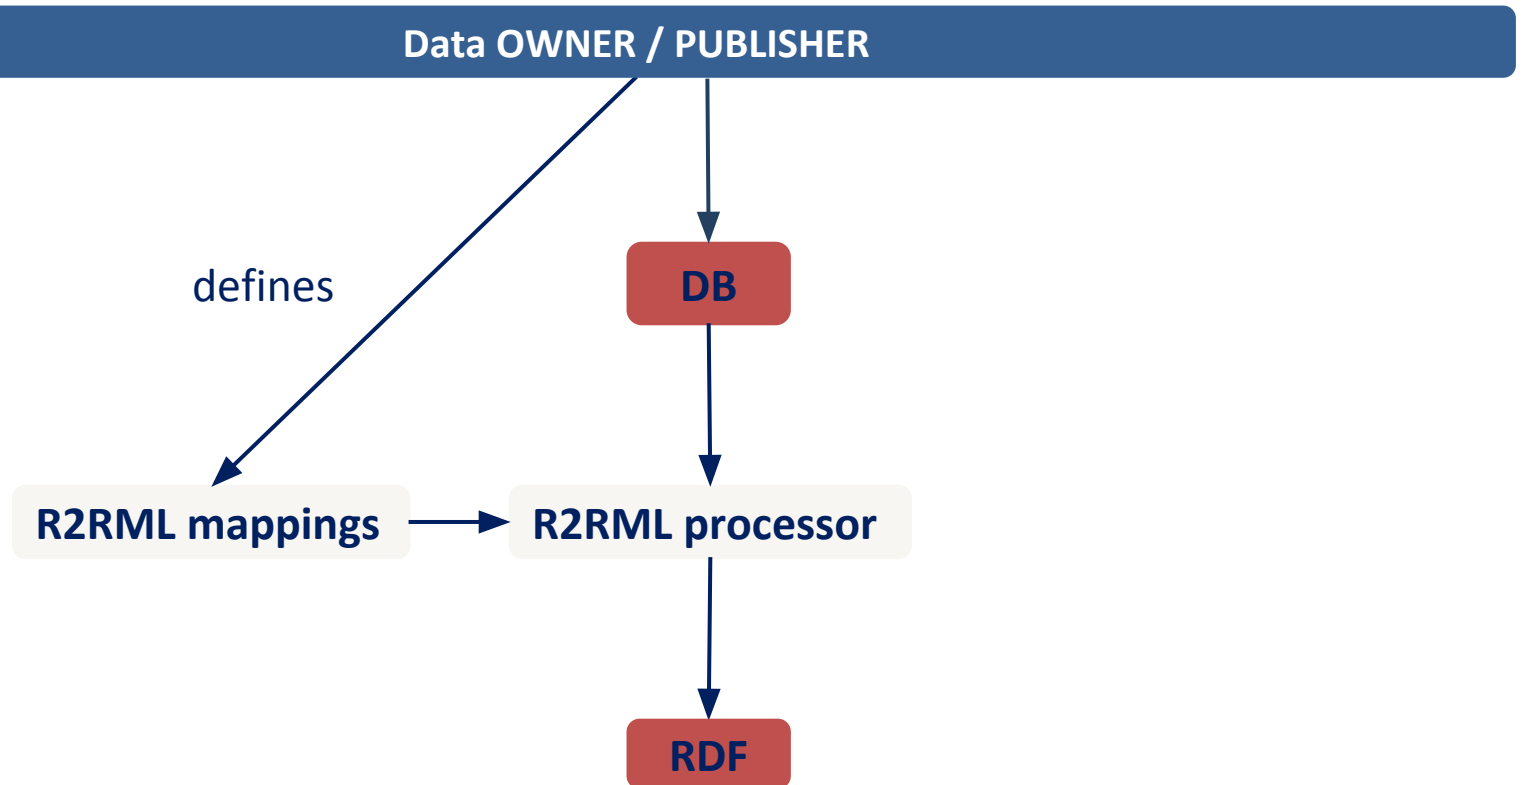 Data OWNER / PUBLISHER
defines
DB
R2RML mappings
R2RML processor
RDF